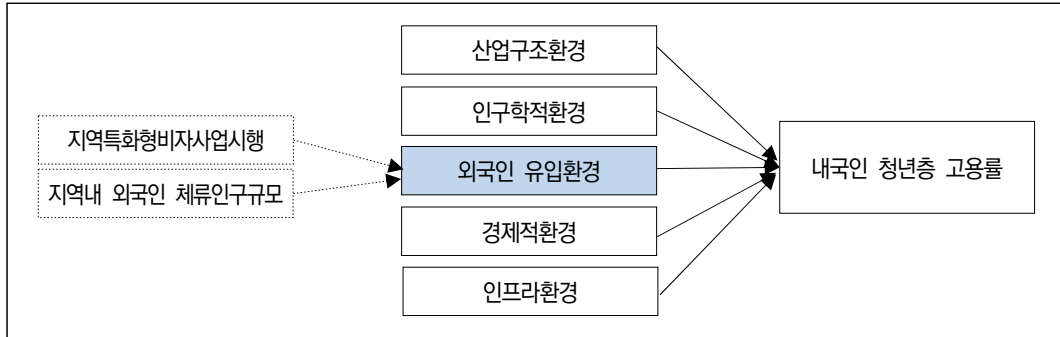 산업구조환경
인구학적환경
지역특화형비자사업시행
외국인 유입환경
내국인 청년층 고용률
지역내 외국인 체류인구규모
경제적환경
인프라환경